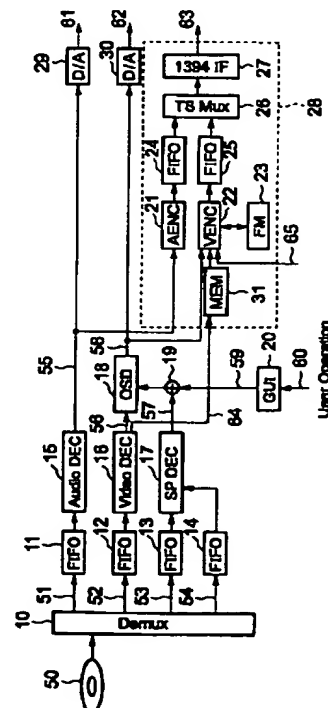 50
10
Demux
51
52
53
54
11
FIFO
12
FIFO
13
FIFO
14
FIFO
15
Audio DEC
16
Video DEC
17
SP DEC
55
56
57
58
18
OSD
19
64
59
20
GUI
60
User Operation
21
AENC
22
VENC
23
FM
31
MEM
65
24
FIFO
25
FIFO
26
TS Mux
27
1394 IF
28
29
D/A
30
D/A
61
62
63